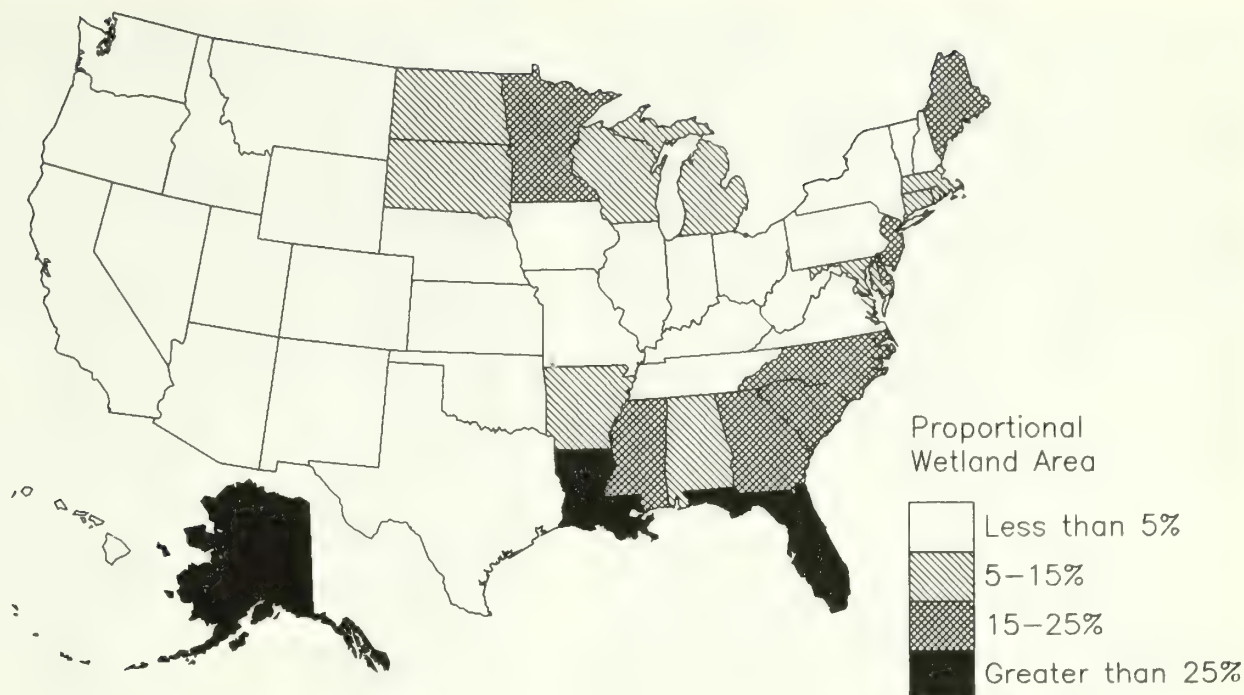 Proportional
Wetland Area
Less than 5%
5–15%
15–25%
Greater than 25%